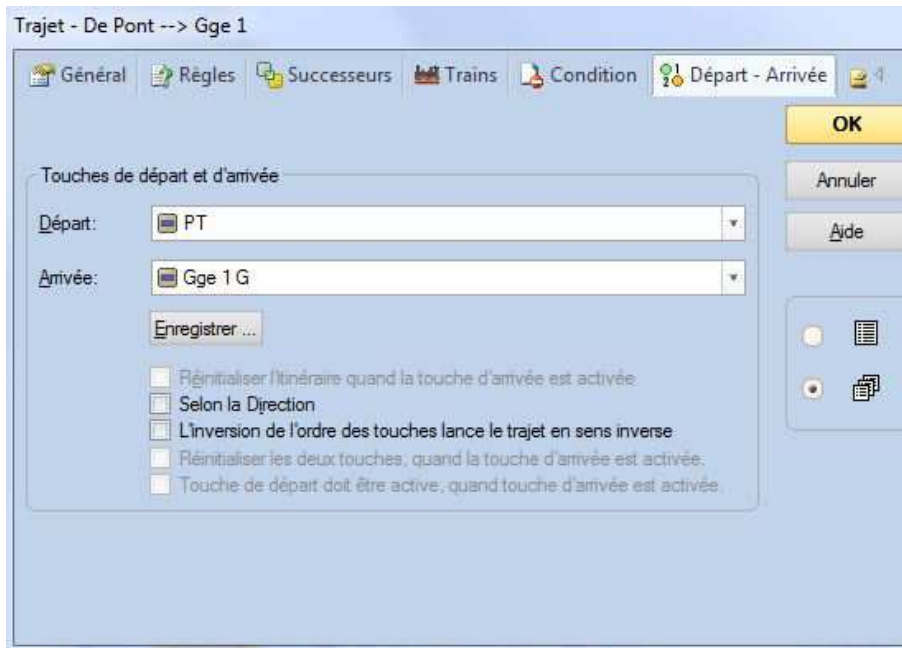 Trajet - De Pont --> Gge 1
Général Règles Successeurs Trains Condition Départ - Arrivée
OK
Touches de départ et d'arrivée
Annuler
Départ: PT
Aide
Arrivée: Gge 1 G
Enregistrer ...
Réinitialiser l'Itinéraire quand la touche d'arrivée est activée
Selon la Direction
L'inversion de l'ordre des touches lance le trajet en sens inverse
Réinitialiser les deux touches, quand la touche d'arrivée est activée.
Touche de départ doit être active, quand touche d'arrivée est activée.